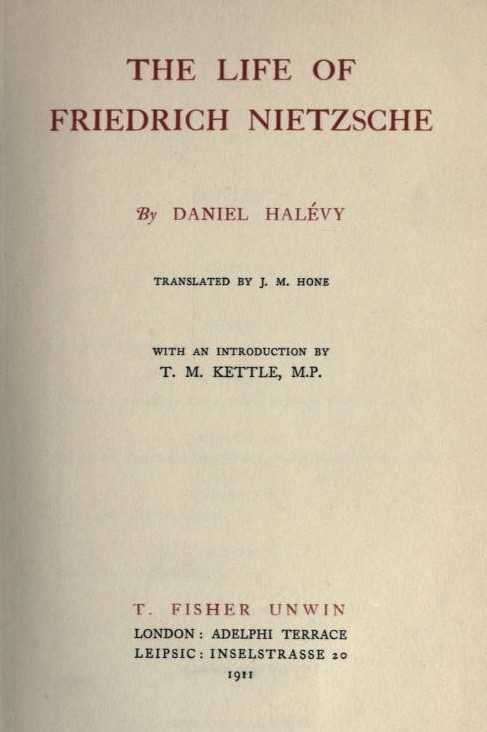 THE LIFE OF
FRIEDRICH NIETZSCHE
By DANIEL HALÉVY
TRANSLATED BY J. M. HONE
WITH AN INTRODUCTION BY
T. M. KETTLE, M.P.
T. FISHER UNWIN
LONDON: ADELPHI TERRACE
LEIPSIC: INSELSTRASSE 20
1911